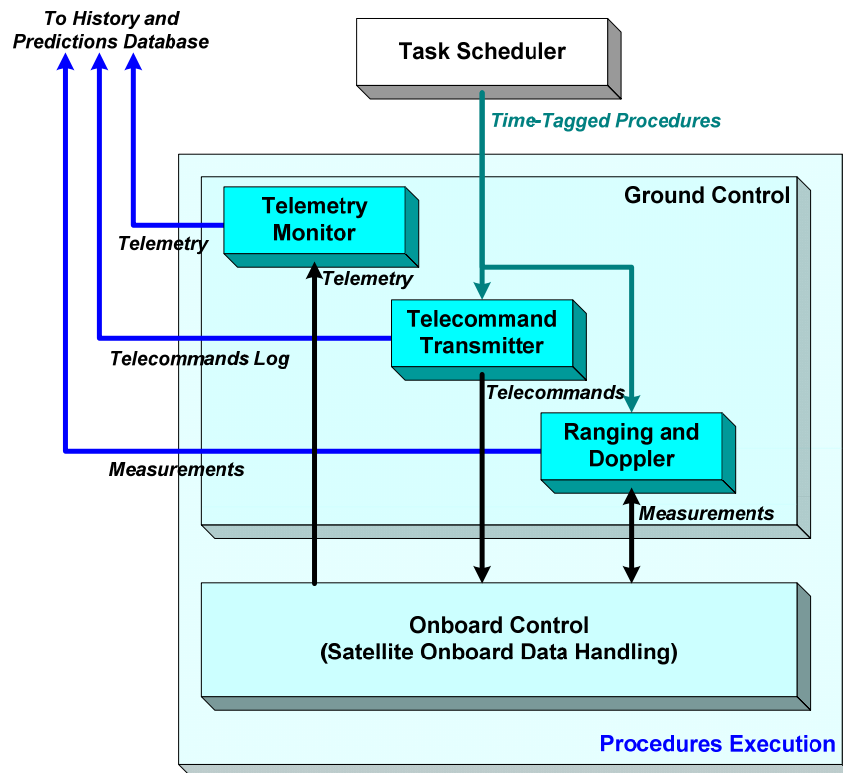 To History and
Predictions Database
Task Scheduler
Time-Tagged Procedures
Ground Control
Telemetry
Monitor
Telemetry
Telemetry
Telecommand
Transmitter
Telecommands Log
Telecommands
Ranging and
Doppler
Measurements
Measurements
Onboard Control
(Satellite Onboard Data Handling)
Procedures Execution